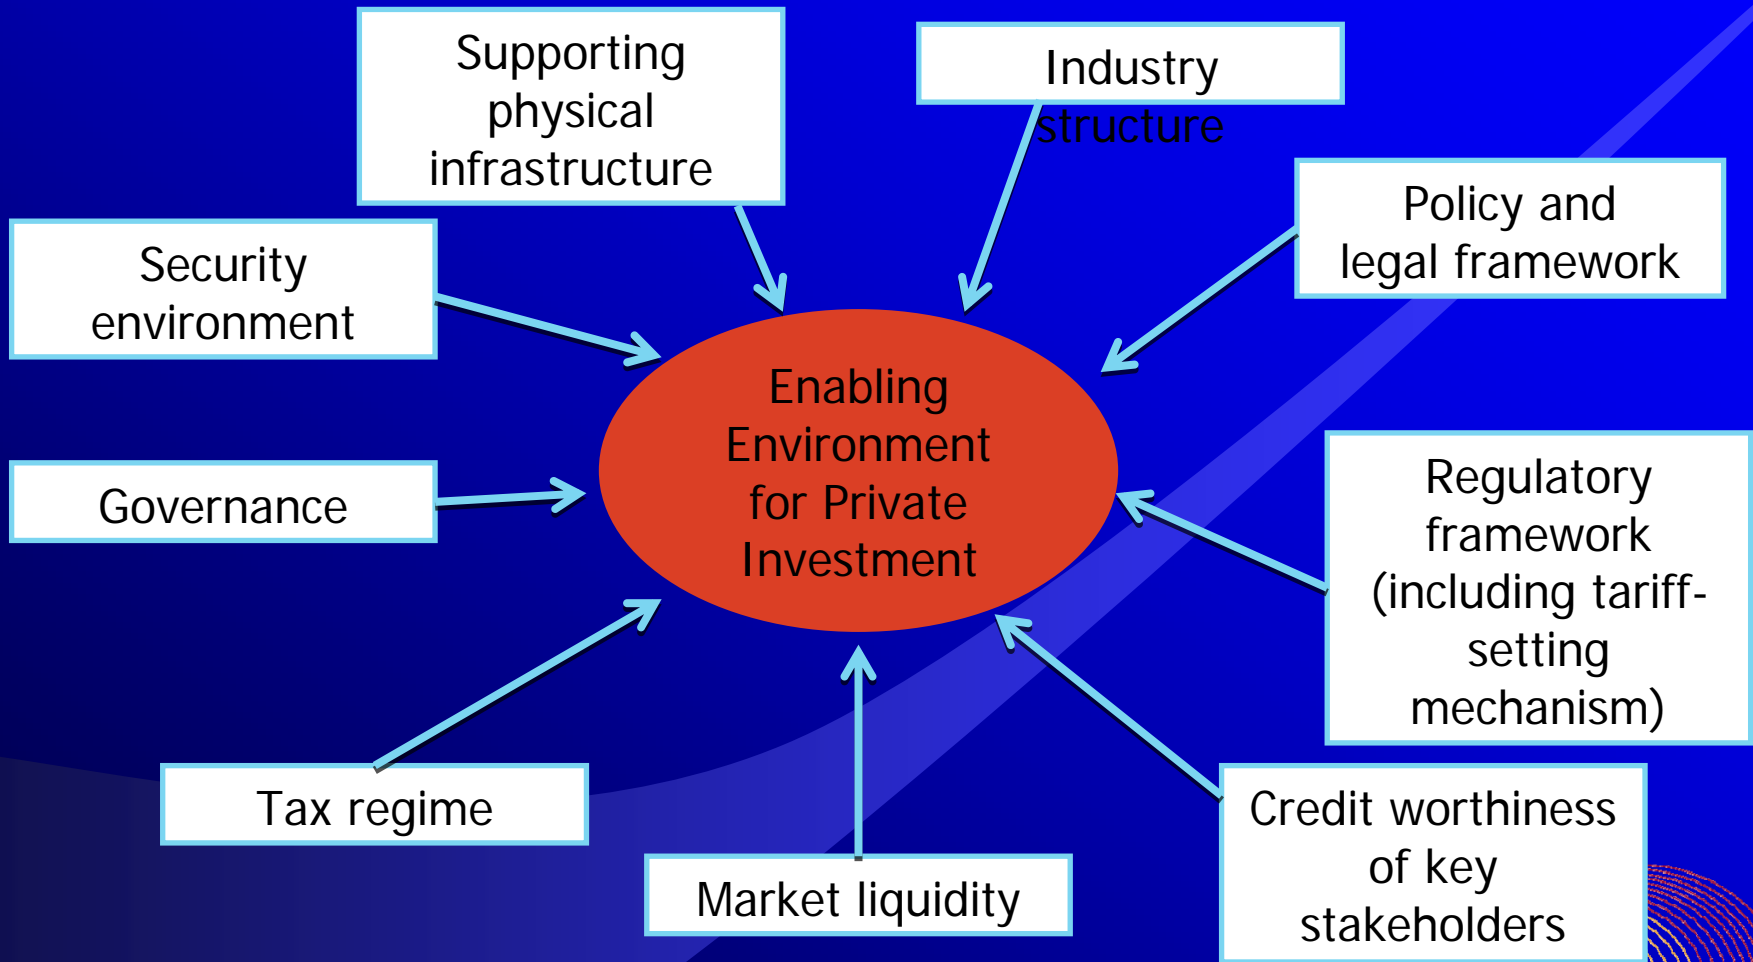 Supporting
physical
infrastructure
Industry
structure
Policy and
legal framework
Security
environment
Enabling
Environment
for Private
Investment
Governance
Regulatory
framework
(including tariff-
setting
mechanism)
Tax regime
Market liquidity
Credit worthiness
of key
stakeholders